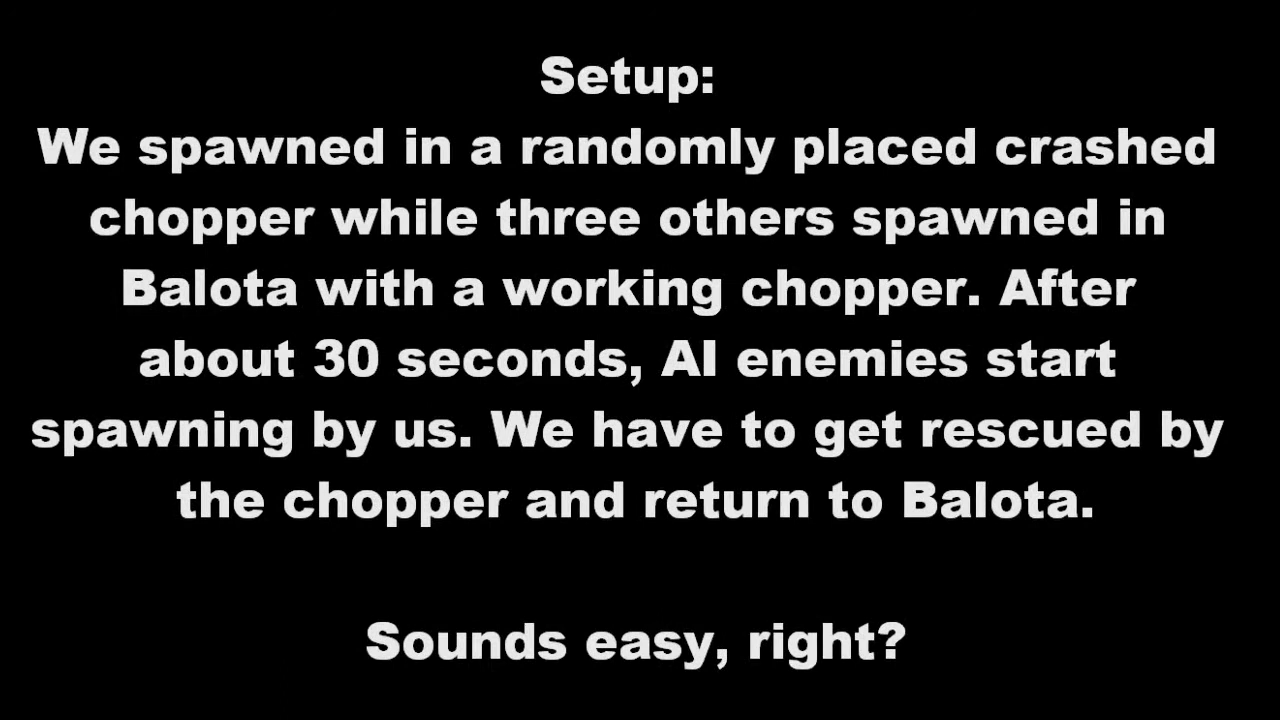 Setup:
We spawned in a randomly placed crashed
chopper while three others spawned in
Balota with a working chopper. After
about 30 seconds, AI enemies start
spawning by us. We have to get rescued by
the chopper and return to Balota.
Sounds easy, right?